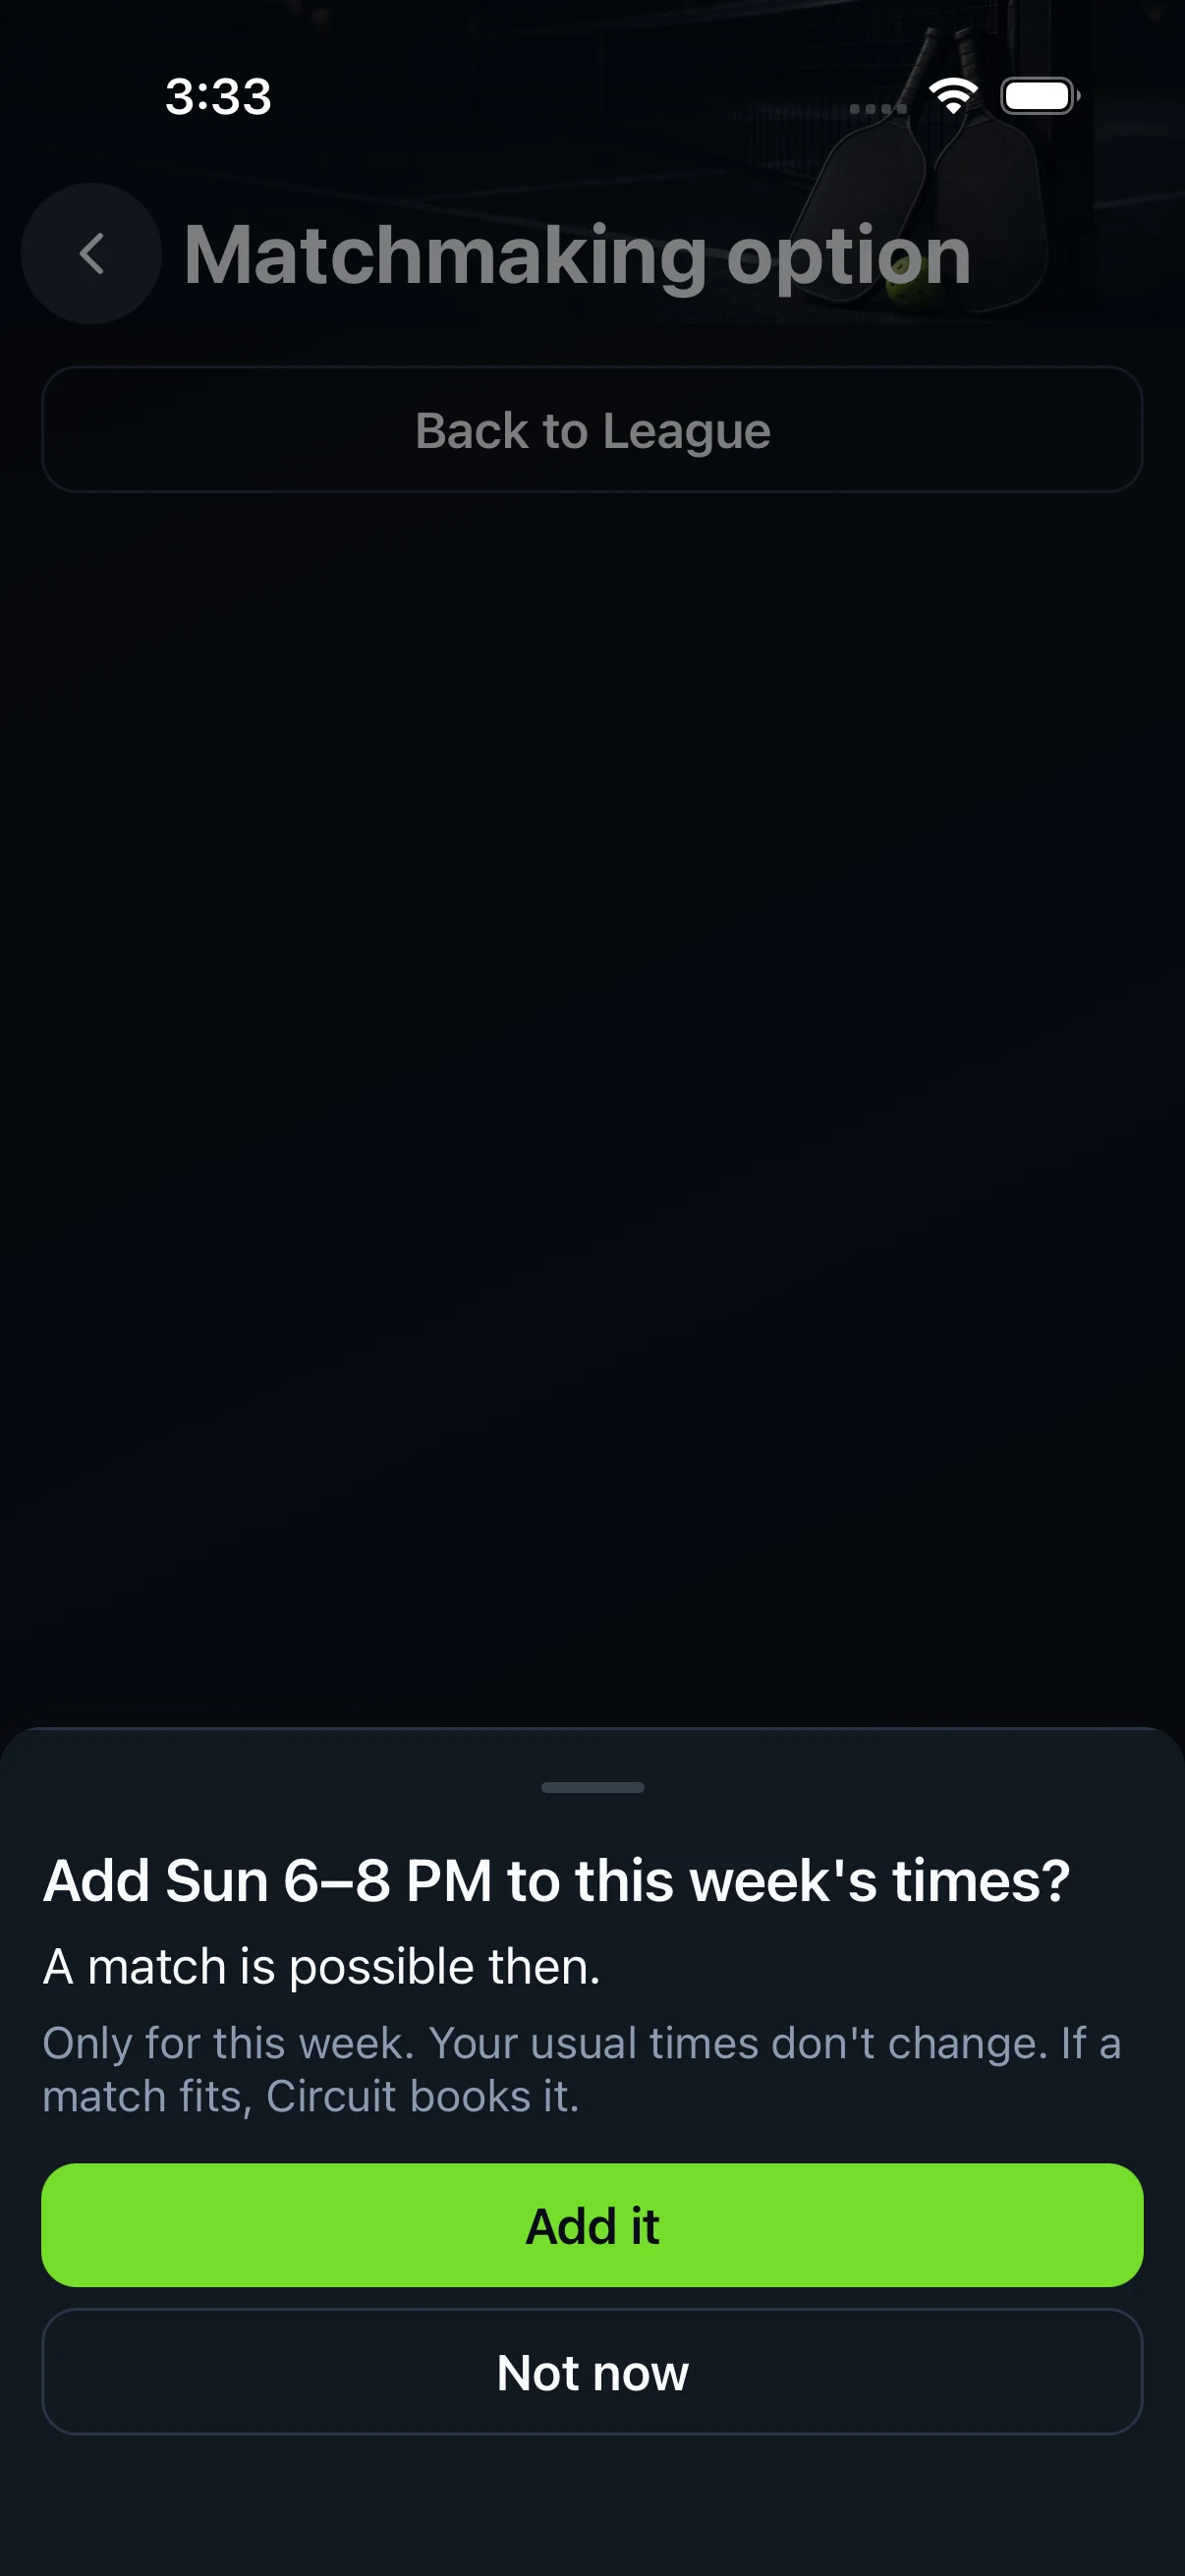 3:33
Matchmaking option
Back to League
Add Sun 6–8 PM to this week's times?
A match is possible then.
Only for this week. Your usual times don't change. If a
match fits, Circuit books it.
Add it
Not now